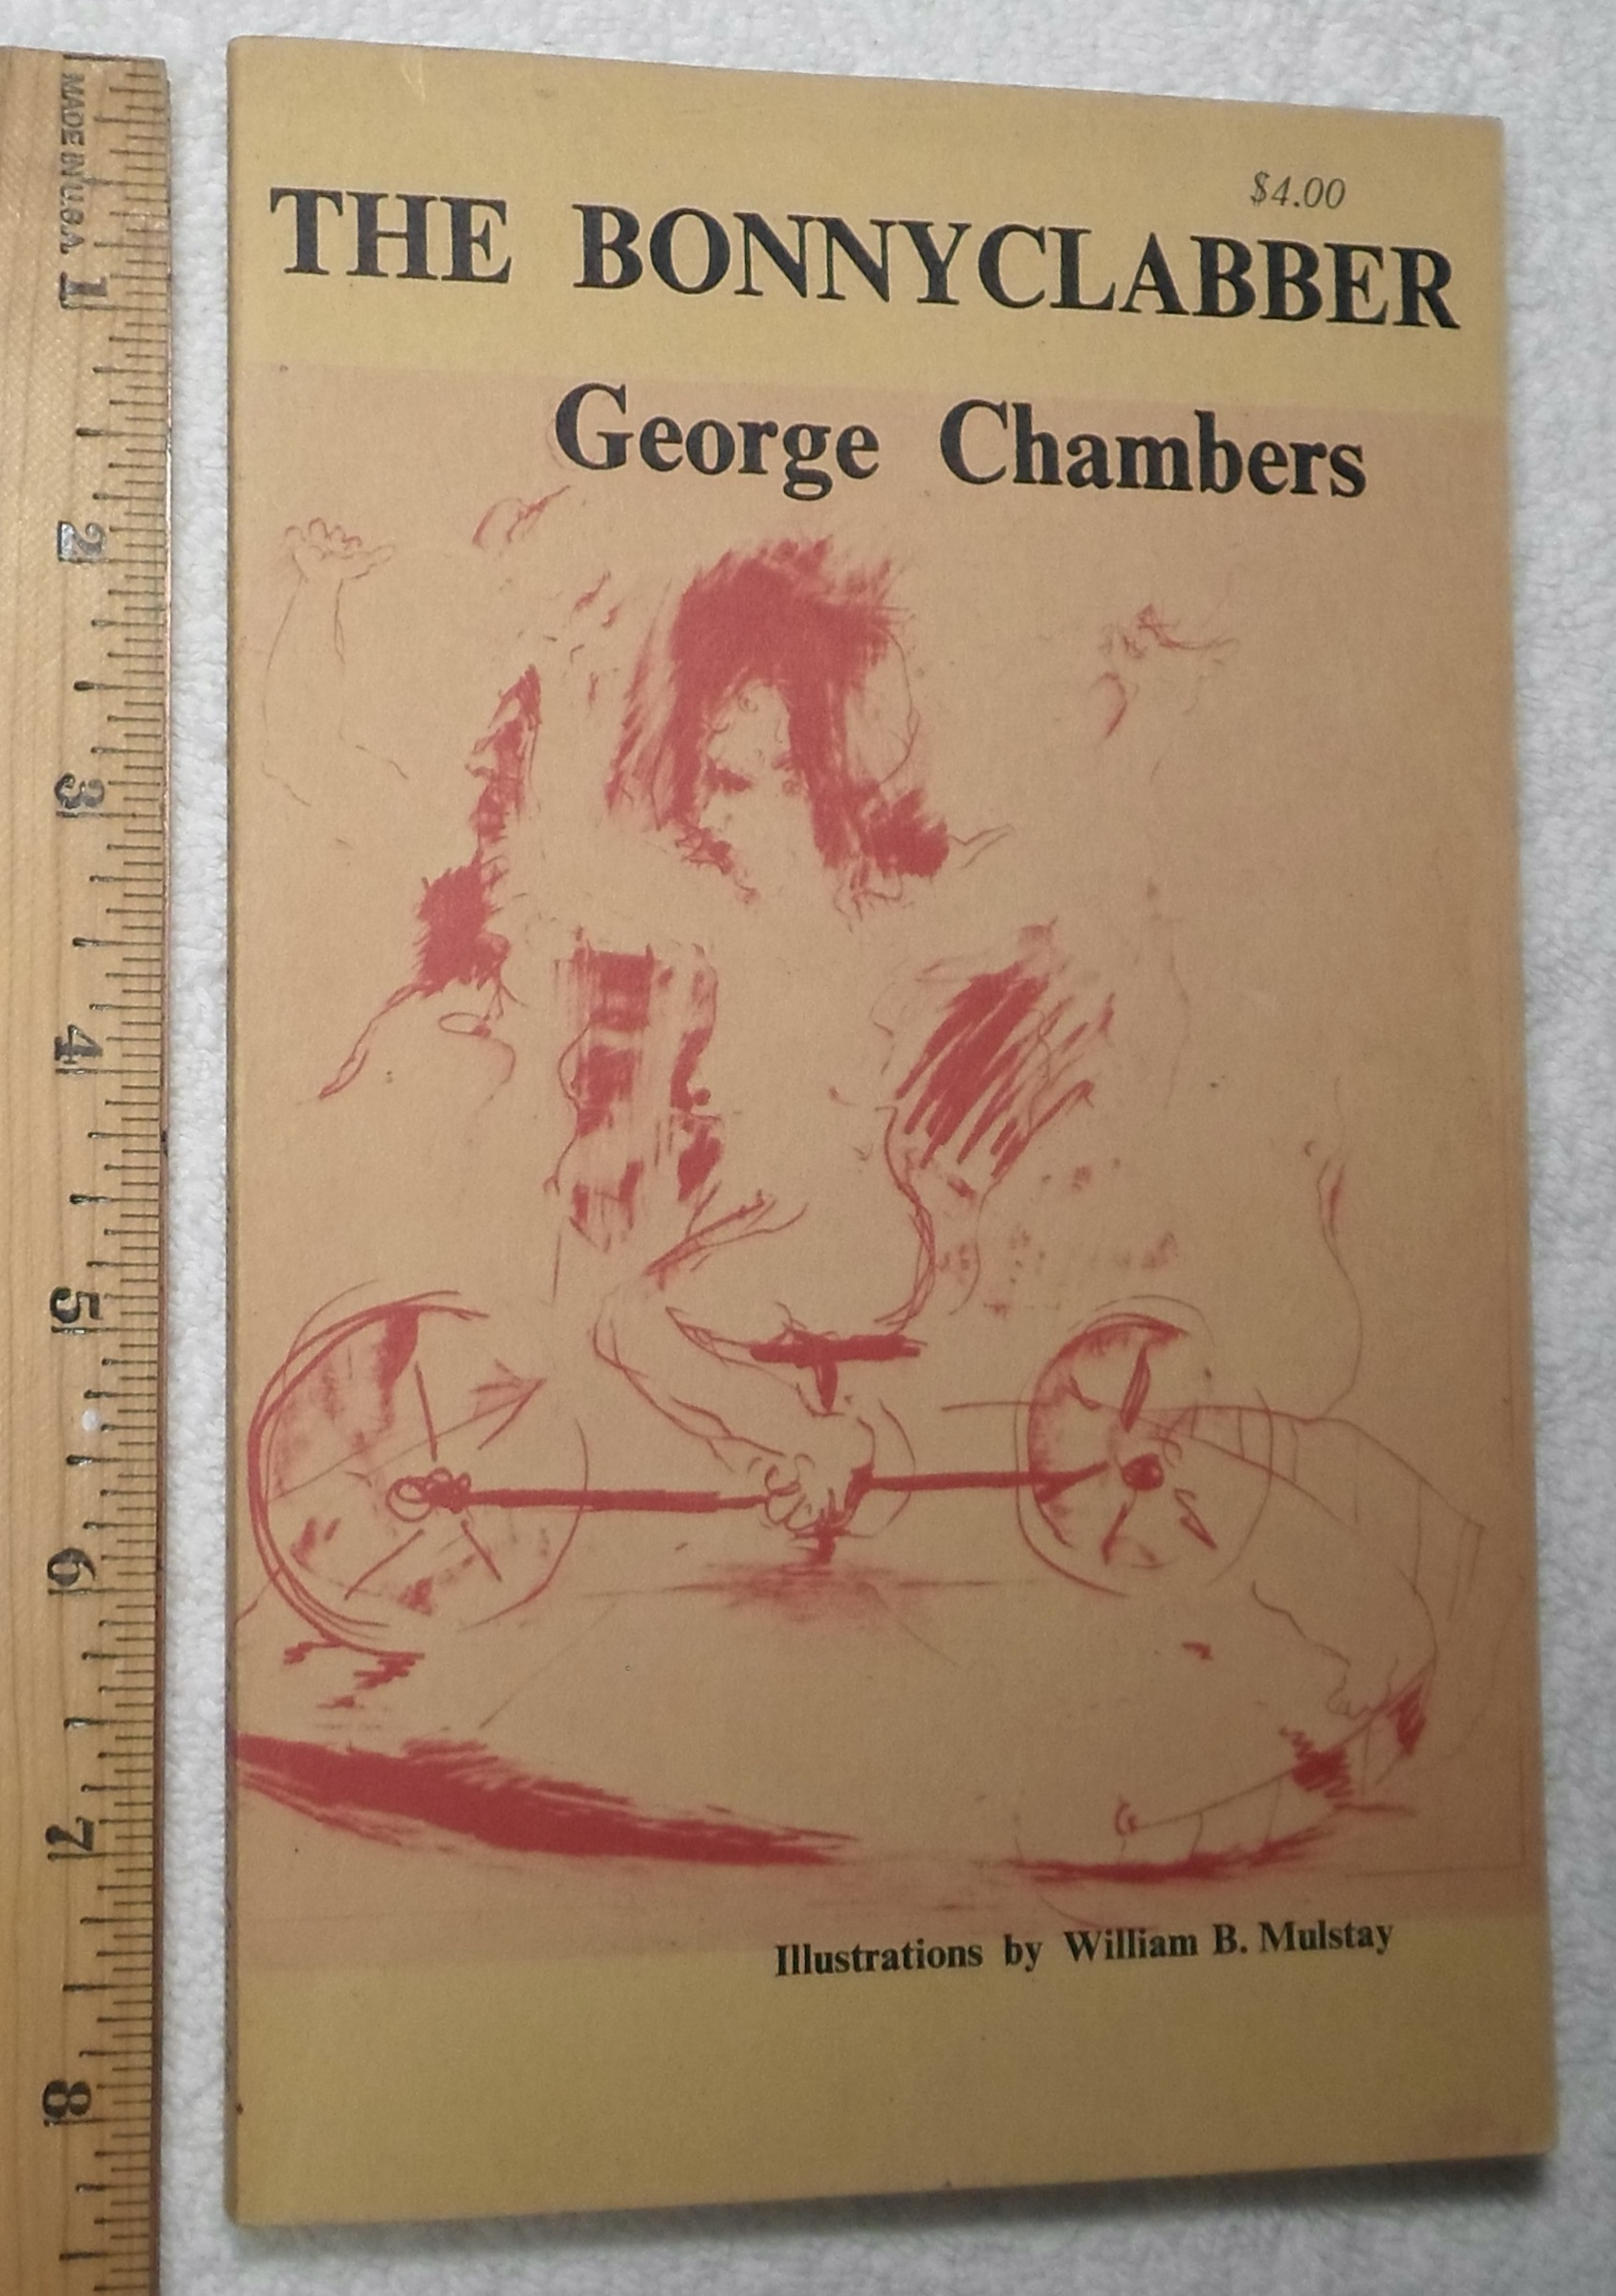 $4.00
THE BONNYCLABBER
George Chambers
Illustrations by William B. Mulstay
MADE IN U.S.A.
1
2
3
4
5
6
7
8